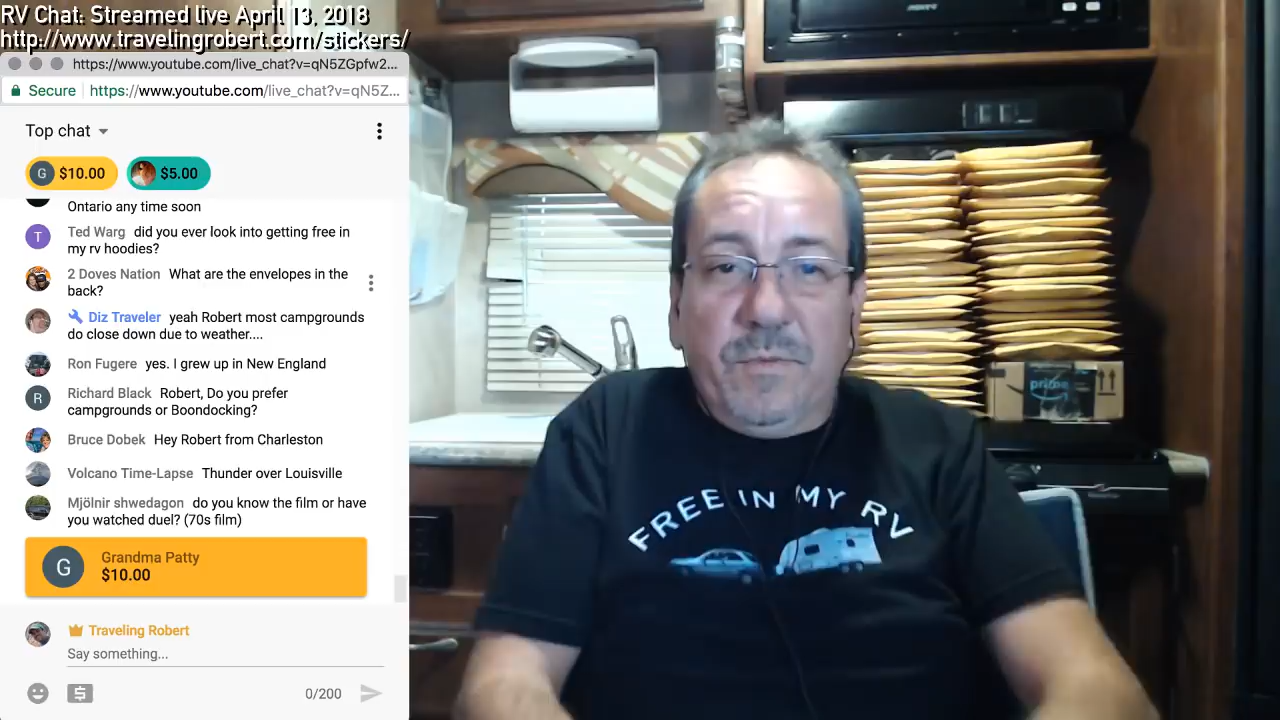 RV Chat: Streamed live April 13, 2018
http://www.travelingrobert.com/stickers/
https://www.youtube.com/live_chat?v=qN5ZGpfw2...
Secure https://www.youtube.com/live_chat?v=qN5Z...
Top chat
G $10.00 $5.00
Ontario any time soon
T Ted Warg did you ever look into getting free in
my rv hoodies?
2 Doves Nation What are the envelopes in the
back?
Diz Traveler yeah Robert most campgrounds
do close down due to weather....
Ron Fugere yes. I grew up in New England
R Richard Black Robert, Do you prefer
campgrounds or Boondocking?
Bruce Dobek Hey Robert from Charleston
Volcano Time-Lapse Thunder over Louisville
Mjölnir shwedagon do you know the film or have
you watched duel? (70s film)
G Grandma Patty
$10.00
Traveling Robert
Say something...
0/200
FREE IN MY RV
prime